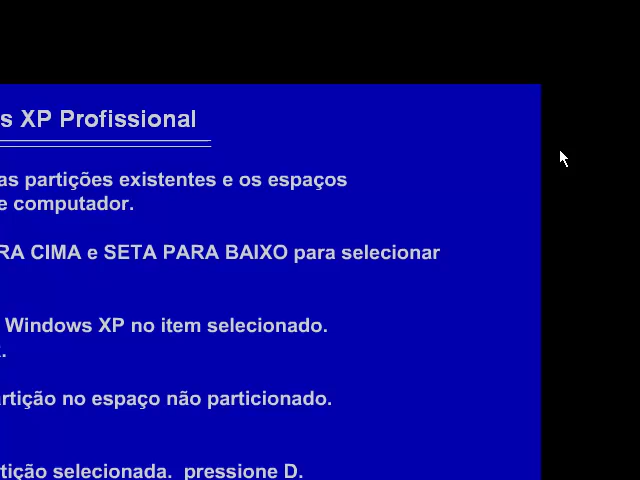 s XP Profissional
as partições existentes e os espaços
e computador.
RA CIMA e SETA PARA BAIXO para selecionar
Windows XP no item selecionado.
rtição no espaço não particionado.
tição selecionada. pressione D.